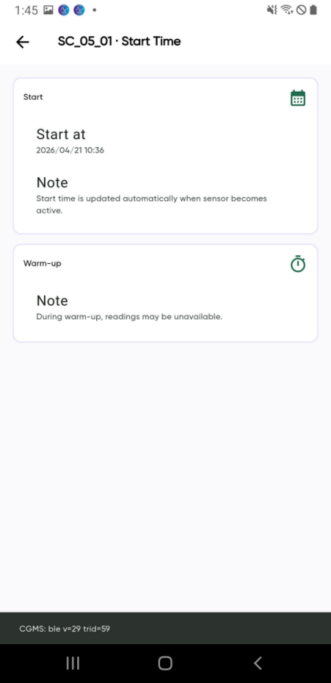 1:45
SC_05_01 · Start Time
Start
Start at
2026/04/21 10:36
Note
Start time is updated automatically when sensor becomes
active.
Warm-up
Note
During warm-up, readings may be unavailable.
CGMS: ble v=29 trid=59